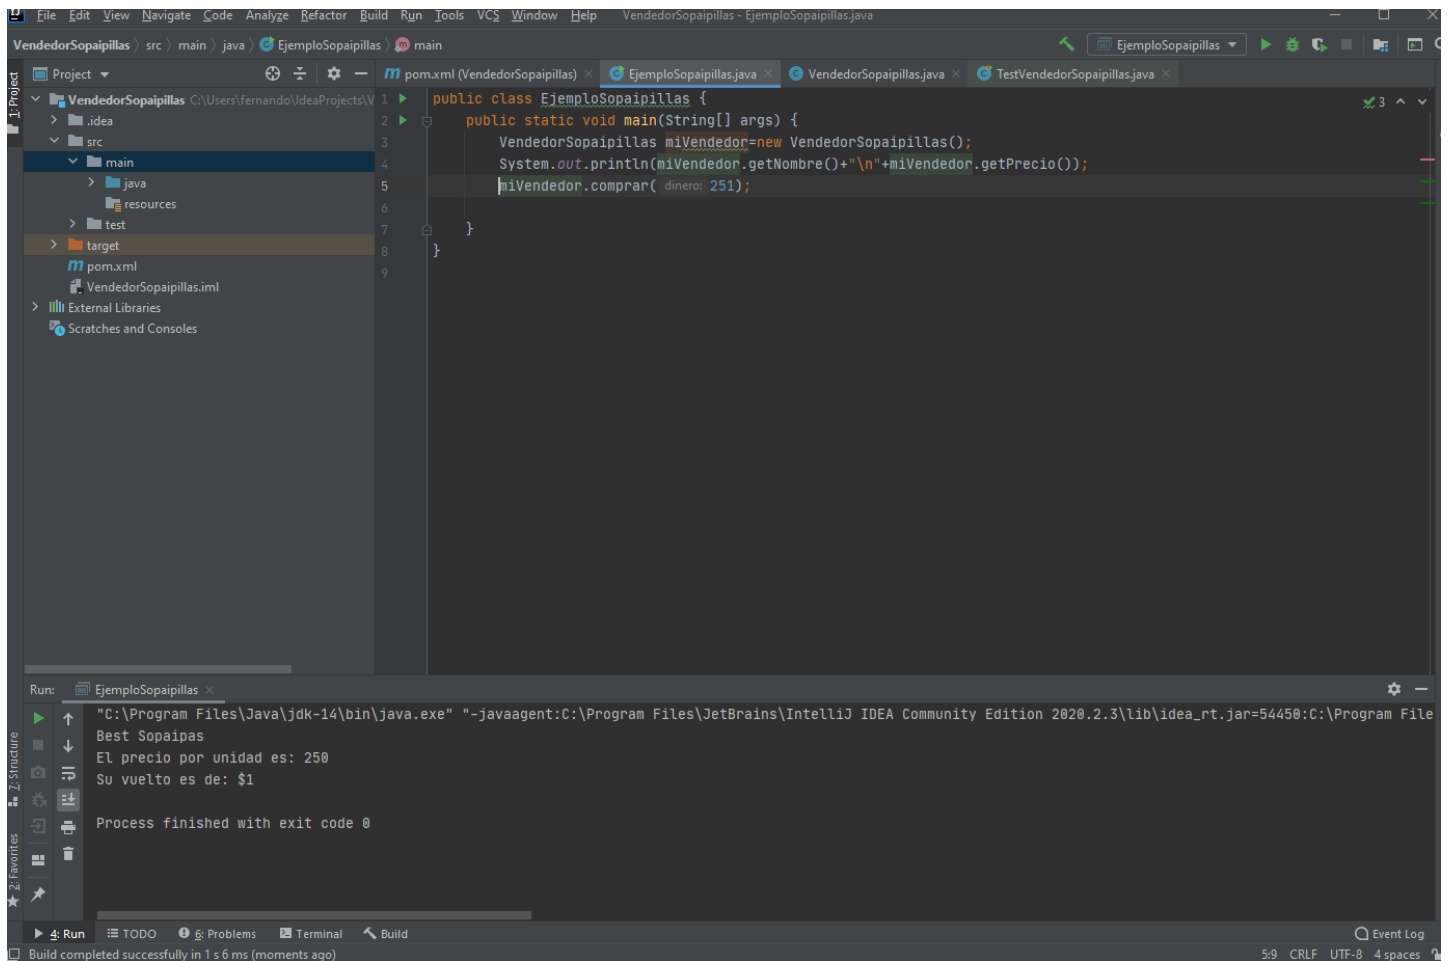 File Edit View Navigate Code Analyze Refactor Build Run Tools VCS Window Help VendedorSopaipillas - EjemploSopaipillas.java
VendedorSopaipillas src main java EjemploSopaipillas main EjemploSopaipillas
1: Project
Project
pom.xml (VendedorSopaipillas) EjemploSopaipillas.java VendedorSopaipillas.java TestVendedorSopaipillas.java
VendedorSopaipillas C:\Users\fernando\IdeaProjects\V
.idea
src
main
java
resources
test
target
pom.xml
VendedorSopaipillas.iml
External Libraries
Scratches and Consoles
1 public class EjemploSopaipillas {
2 public static void main(String[] args) {
3 VendedorSopaipillas miVendedor=new VendedorSopaipillas();
4 System.out.println(miVendedor.getNombre()+"\n"+miVendedor.getPrecio());
5 miVendedor.comprar( dinero: 251);
6
7 }
8 }
9
3
Run: EjemploSopaipillas
"C:\Program Files\Java\jdk-14\bin\java.exe" "-javaagent:C:\Program Files\JetBrains\IntelliJ IDEA Community Edition 2020.2.3\lib\idea_rt.jar=54450:C:\Program File
Best Sopaipas
El precio por unidad es: 250
Su vuelto es de: $1
Process finished with exit code 0
7: Structure
2: Favorites
4: Run TODO 6: Problems Terminal Build Event Log
Build completed successfully in 1 s 6 ms (moments ago) 5:9 CRLF UTF-8 4 spaces